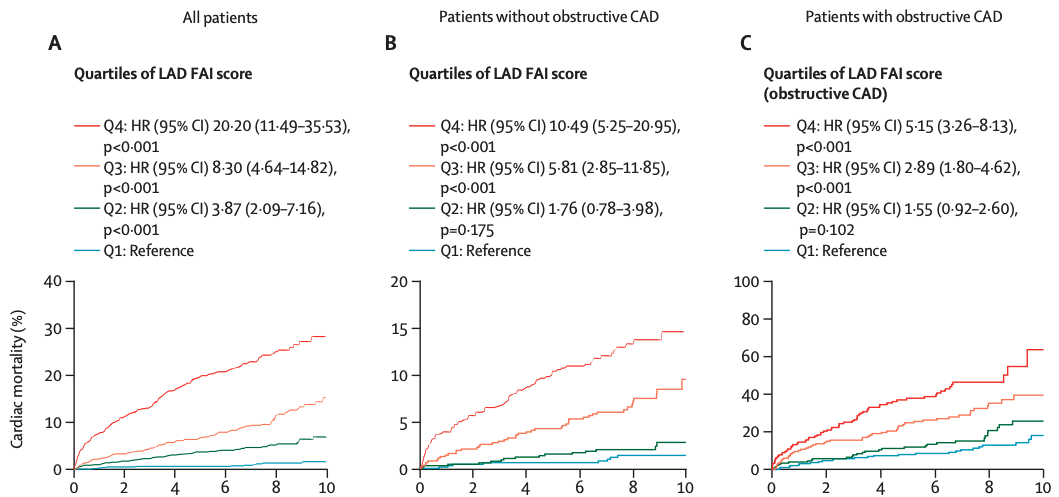 All patients
Patients without obstructive CAD
Patients with obstructive CAD
A
Quartiles of LAD FAI score
Q4: HR (95% CI) 20·20 (11·49–35·53),
p<0·001
Q3: HR (95% CI) 8·30 (4·64–14·82),
p<0·001
Q2: HR (95% CI) 3·87 (2·09–7·16),
p<0·001
Q1: Reference
Cardiac mortality (%)
40
30
20
10
0
0 2 4 6 8 10
B
Quartiles of LAD FAI score
Q4: HR (95% CI) 10·49 (5·25–20·95),
p<0·001
Q3: HR (95% CI) 5·81 (2·85–11·85),
p<0·001
Q2: HR (95% CI) 1·76 (0·78–3·98),
p=0·175
Q1: Reference
20
15
10
5
0
0 2 4 6 8 10
C
Quartiles of LAD FAI score
(obstructive CAD)
Q4: HR (95% CI) 5·15 (3·26–8·13),
p<0·001
Q3: HR (95% CI) 2·89 (1·80–4·62),
p<0·001
Q2: HR (95% CI) 1·55 (0·92–2·60),
p=0·102
Q1: Reference
100
80
60
40
20
0
0 2 4 6 8 10